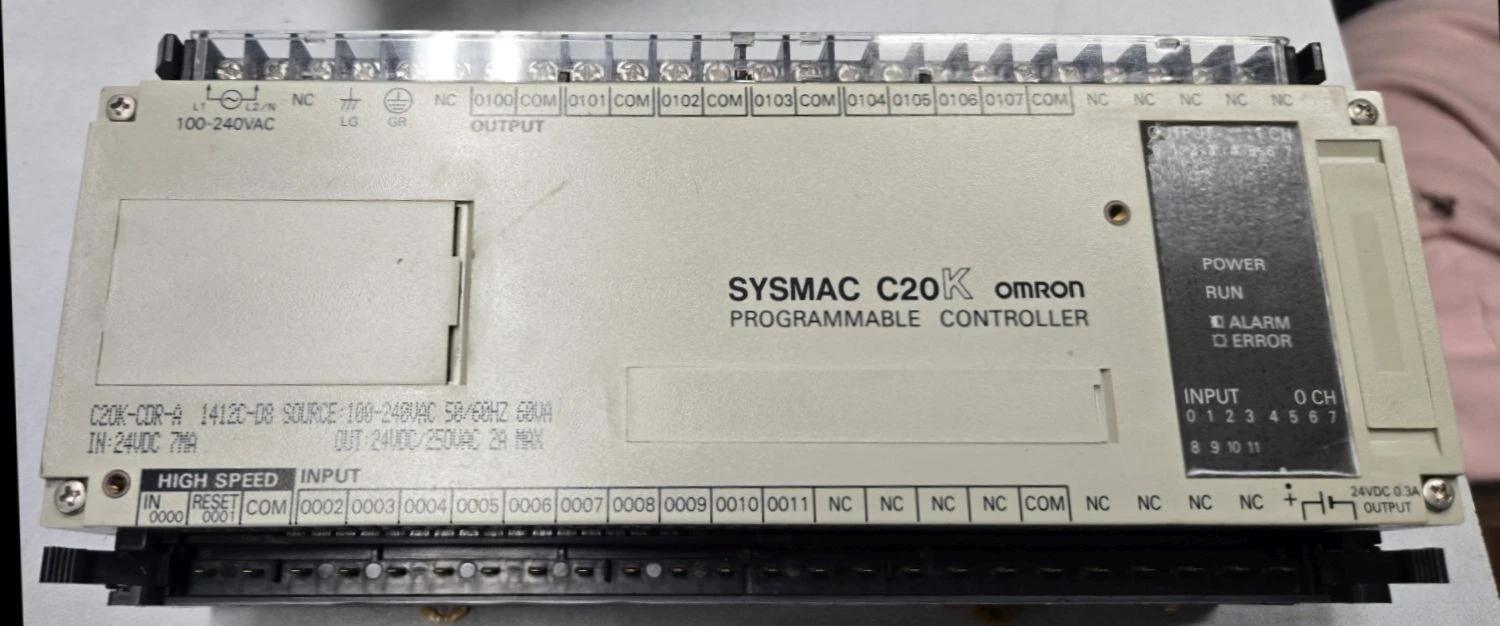 L1 L2/N NC LG GR NC 0100 COM 0101 COM 0102 COM 0103 COM 0104 0105 0106 0107 COM NC NC NC NC NC
100-240VAC
OUTPUT
OUTPUT 1 CH
POWER
RUN
ALARM
ERROR
SYSMAC C20K OMRON
PROGRAMMABLE CONTROLLER
INPUT 0 CH
0 1 2 3 4 5 6 7
8 9 10 11
C20K-CDR-A 1412C-D8 SOURCE:100-240VAC 50/60HZ 60VA
IN:24VDC 7MA OUT:24VDC/250VAC 2A MAX
HIGH SPEED INPUT
IN 0000 RESET 0001 COM 0002 0003 0004 0005 0006 0007 0008 0009 0010 0011 NC NC NC NC COM NC NC NC NC + 24VDC 0.3A OUTPUT